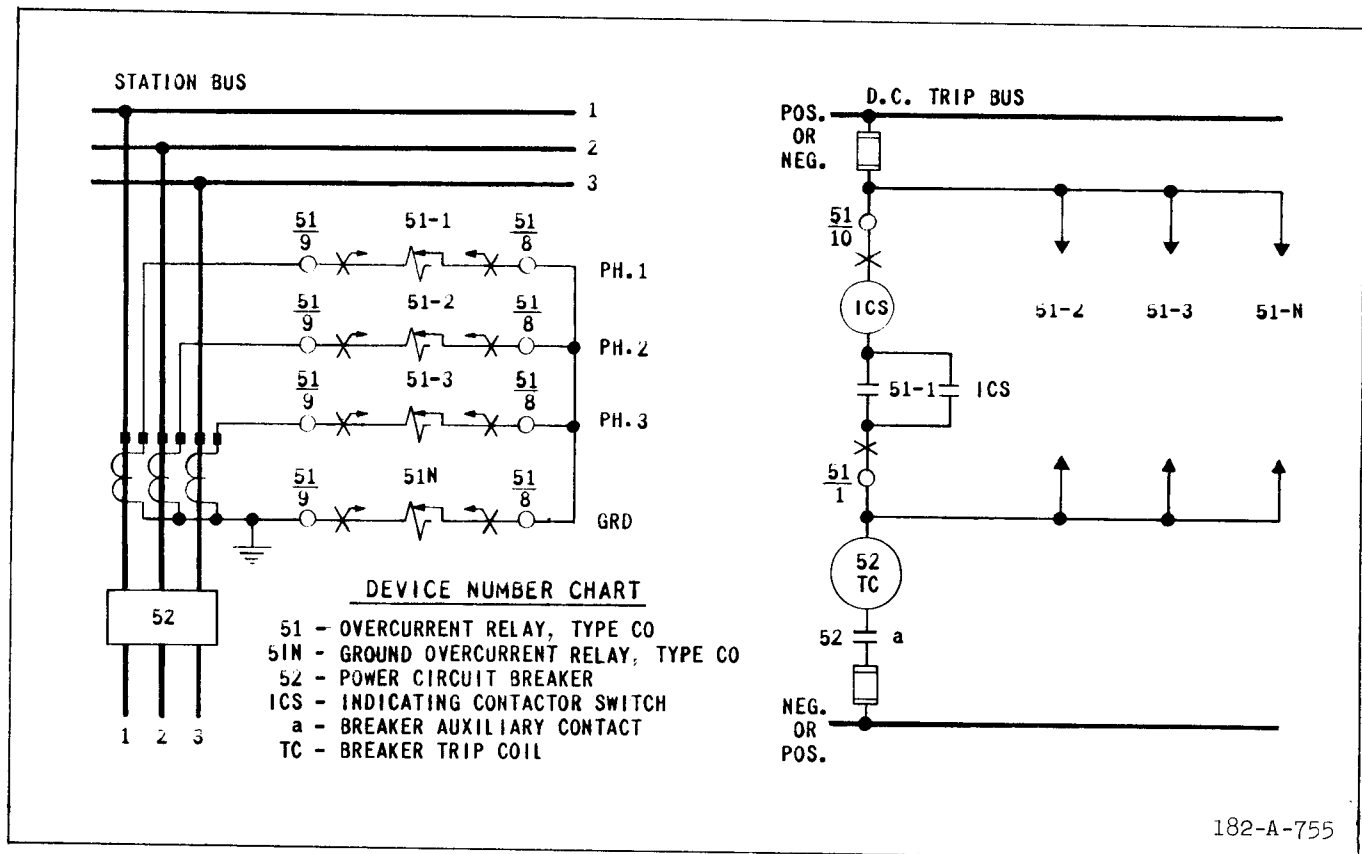 STATION BUS
1
2
3
51
9
51-1
51
8
PH.1
51
9
51-2
51
8
PH.2
51
9
51-3
51
8
PH.3
51
9
51N
51
8
GRD
52
1 2 3
DEVICE NUMBER CHART
51 - OVERCURRENT RELAY, TYPE CO
51N - GROUND OVERCURRENT RELAY, TYPE CO
52 - POWER CIRCUIT BREAKER
ICS - INDICATING CONTACTOR SWITCH
a - BREAKER AUXILIARY CONTACT
TC - BREAKER TRIP COIL
D.C. TRIP BUS
POS.
OR
NEG.
51
10
ICS
51-2 51-3 51-N
51-1 ICS
51
1
52
TC
52 a
NEG.
OR
POS.
182-A-755